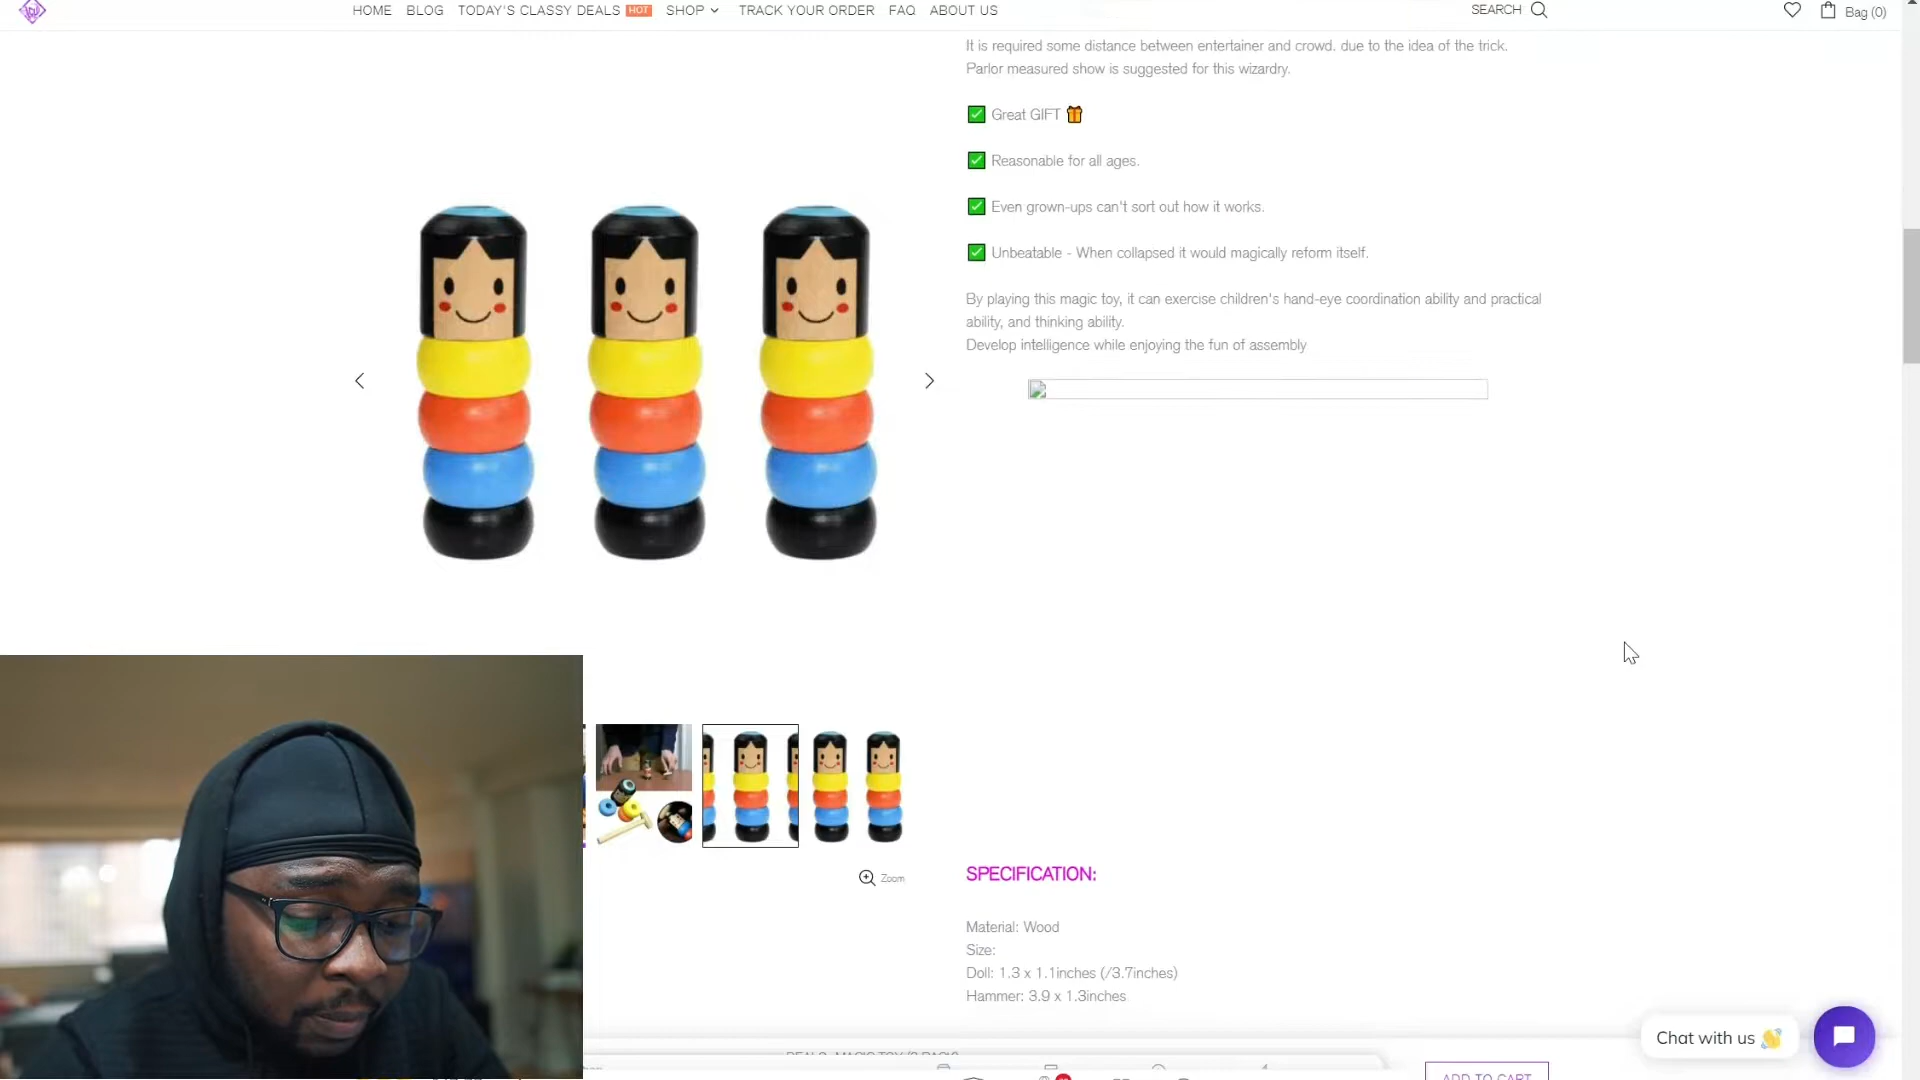 HOME BLOG TODAY'S CLASSY DEALS HOT SHOP TRACK YOUR ORDER FAQ ABOUT US SEARCH Bag (0)
It is required some distance between entertainer and crowd. due to the idea of the trick.
Parlor measured show is suggested for this wizardry.
✅ Great GIFT 🎁
✅ Reasonable for all ages.
✅ Even grown-ups can't sort out how it works.
✅ Unbeatable - When collapsed it would magically reform itself.
By playing this magic toy, it can exercise children's hand-eye coordination ability and practical
ability, and thinking ability.
Develop intelligence while enjoying the fun of assembly
Zoom
SPECIFICATION:
Material: Wood
Size:
Doll: 1.3 x 1.1inches (/3.7inches)
Hammer: 3.9 x 1.3inches
Chat with us 👋
ADD TO CART